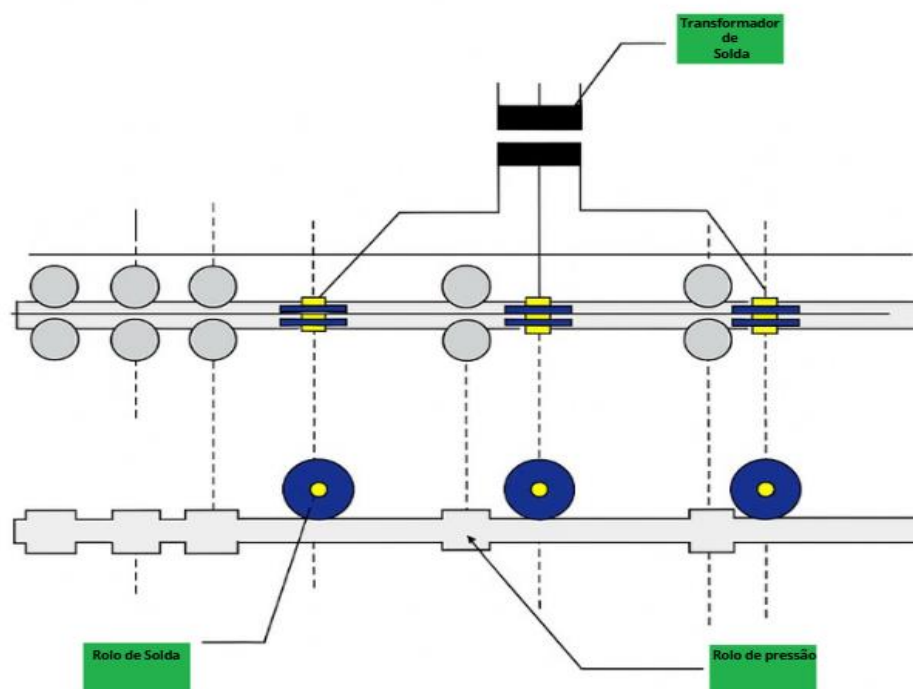 Transformador
de
Solda
Rolo de Solda
Rolo de pressão